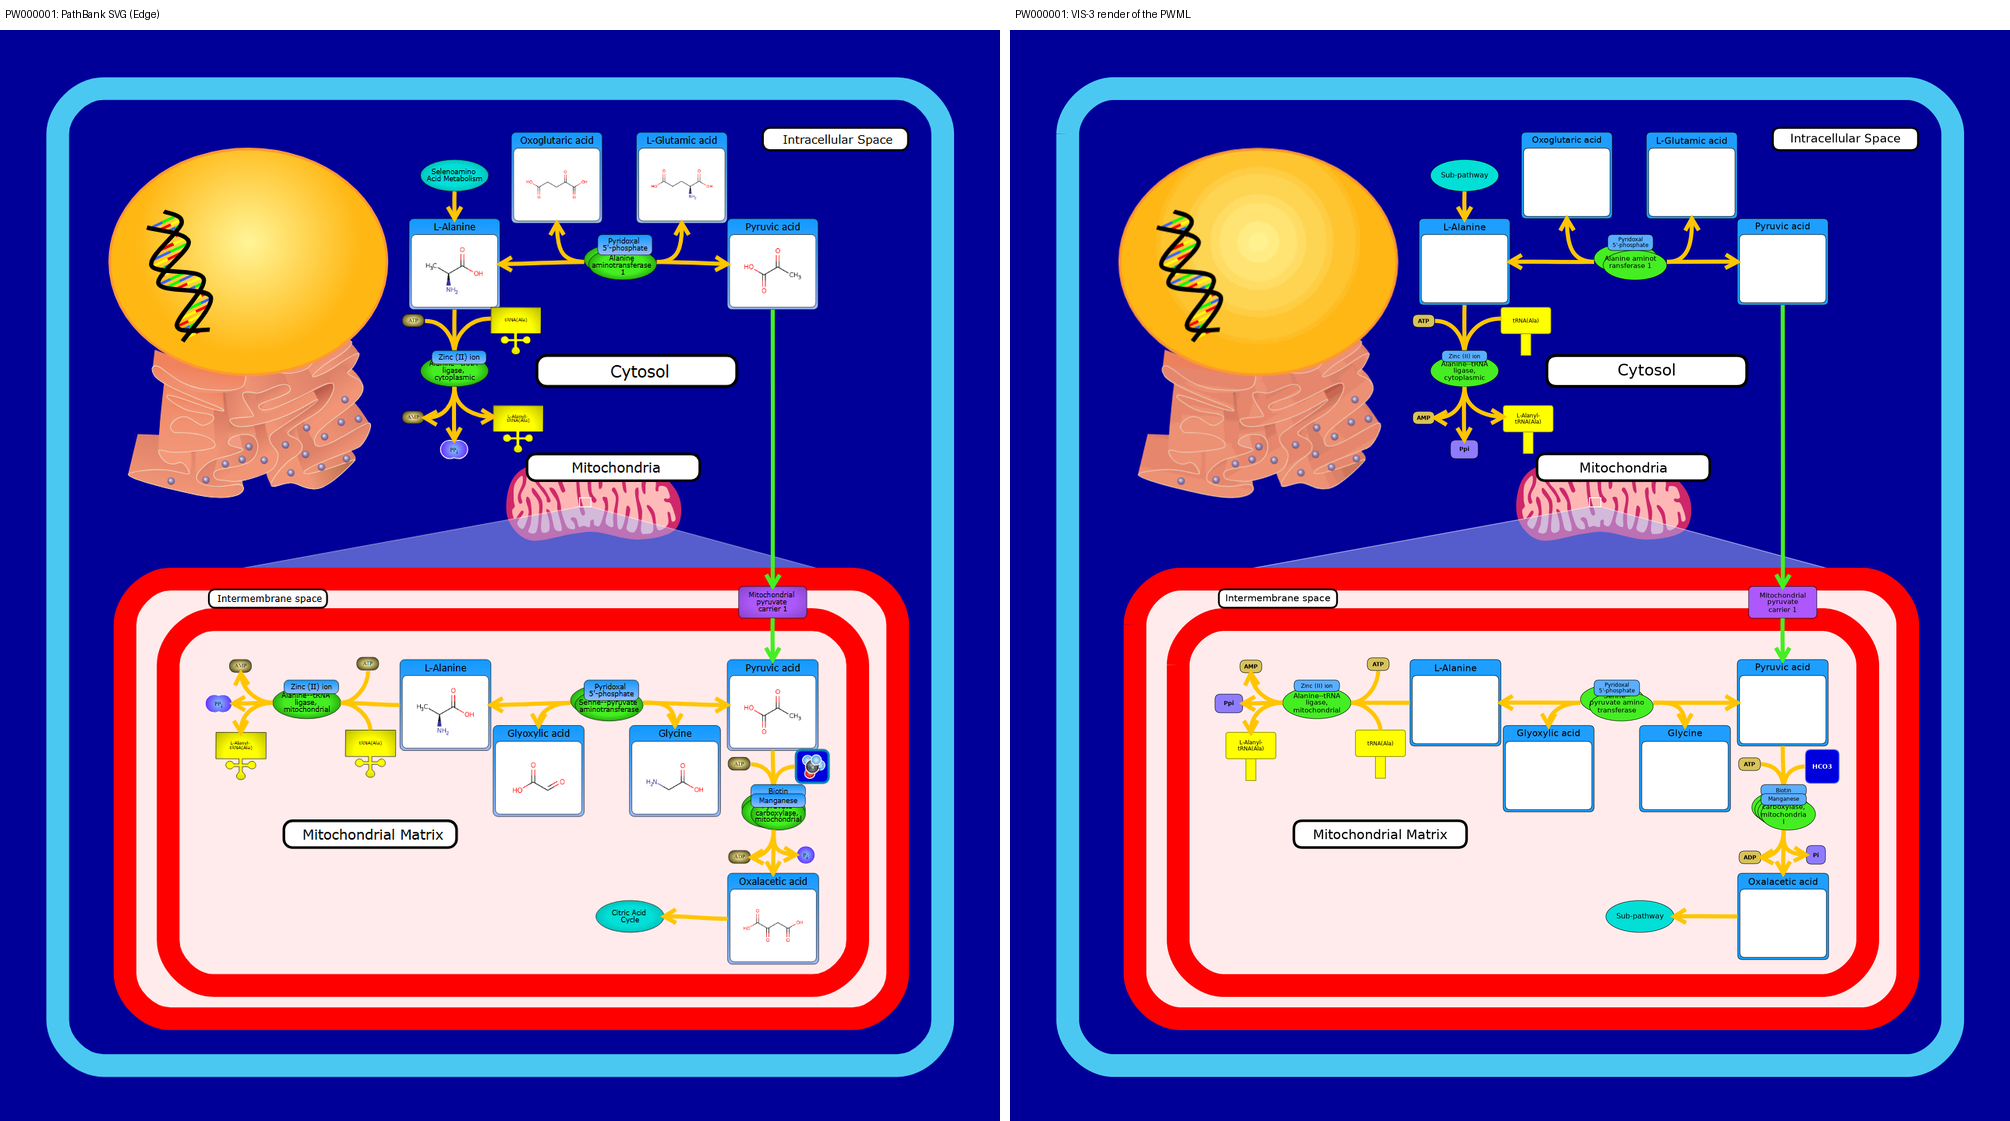 PW000001: PathBank SVG (Edge)
PW000001: VIS-3 render of the PWML
Oxoglutaric acid
L-Glutamic acid
Intracellular Space
Selenoamino
Acid Metabolism
L-Alanine
Pyruvic acid
Pyridoxal
5'-phosphate
Alanine
aminotransferase
1
ATP
tRNA(Ala)
Zinc (II) ion
ligase,
cytoplasmic
Cytosol
AMP
L-Alanyl-
tRNA(Ala)
Mitochondria
Intermembrane space
Mitochondrial
pyruvate
carrier 1
AMP
ATP
L-Alanine
Pyruvic acid
Zinc (II) ion
Alanine--tRNA
ligase,
mitochondrial
Pyridoxal
5'-phosphate
Serine--pyruvate
aminotransferase
L-Alanyl-
tRNA(Ala)
tRNA(Ala)
Glyoxylic acid
Glycine
ATP
Biotin
Manganese
carboxylase,
mitochondrial
Mitochondrial Matrix
Oxalacetic acid
Citric Acid
Cycle
Oxoglutaric acid
L-Glutamic acid
Intracellular Space
Sub-pathway
L-Alanine
Pyruvic acid
Pyridoxal
5'-phosphate
Alanine aminot
ransferase 1
ATP
tRNA(Ala)
Zinc (II) ion
Alanine--tRNA
ligase,
cytoplasmic
Cytosol
AMP
L-Alanyl-
tRNA(Ala)
Ppi
Mitochondria
Intermembrane space
Mitochondrial
pyruvate
carrier 1
AMP
ATP
L-Alanine
Pyruvic acid
Zinc (II) ion
Alanine--tRNA
ligase,
mitochondrial
Ppi
Pyridoxal
5'-phosphate
pyruvate amino
transferase
L-Alanyl-
tRNA(Ala)
tRNA(Ala)
Glyoxylic acid
Glycine
ATP
HCO3
Biotin
Manganese
carboxylase,
mitochondria
l
Mitochondrial Matrix
ADP
Pi
Oxalacetic acid
Sub-pathway